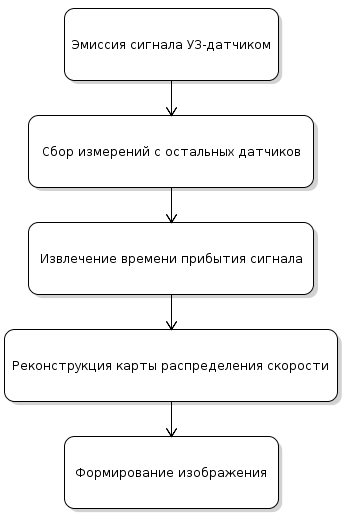 Эмиссия сигнала УЗ-датчиком
Сбор измерений с остальных датчиков
Извлечение времени прибытия сигнала
Реконструкция карты распределения скорости
Формирование изображения